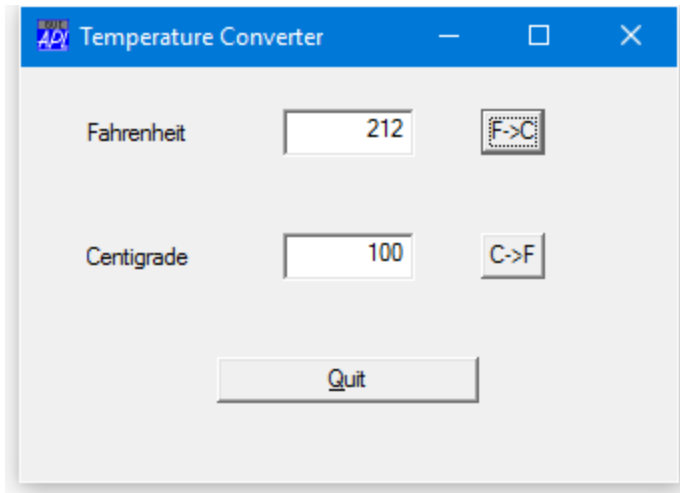 Temperature Converter
Fahrenheit 212 F->C
Centigrade 100 C->F
Quit